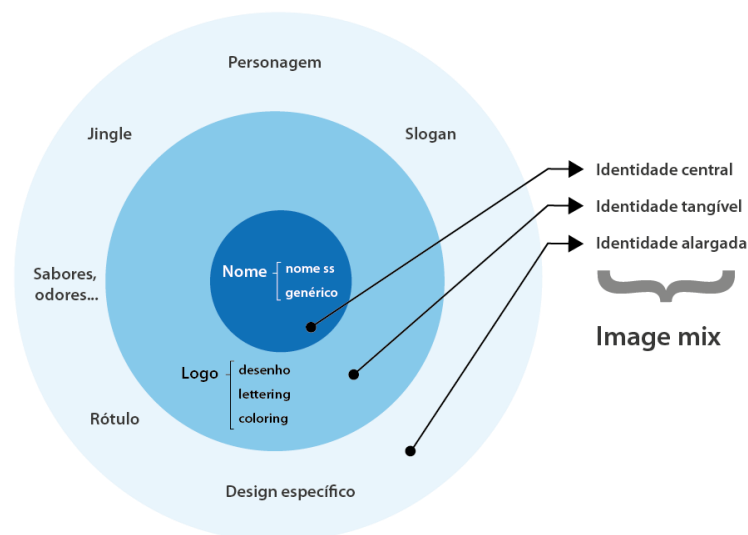 Personagem
Jingle
Slogan
Identidade central
Identidade tangível
Identidade alargada
Image mix
Nome
nome ss
genérico
Sabores,
odores...
Logo
desenho
lettering
coloring
Rótulo
Design específico